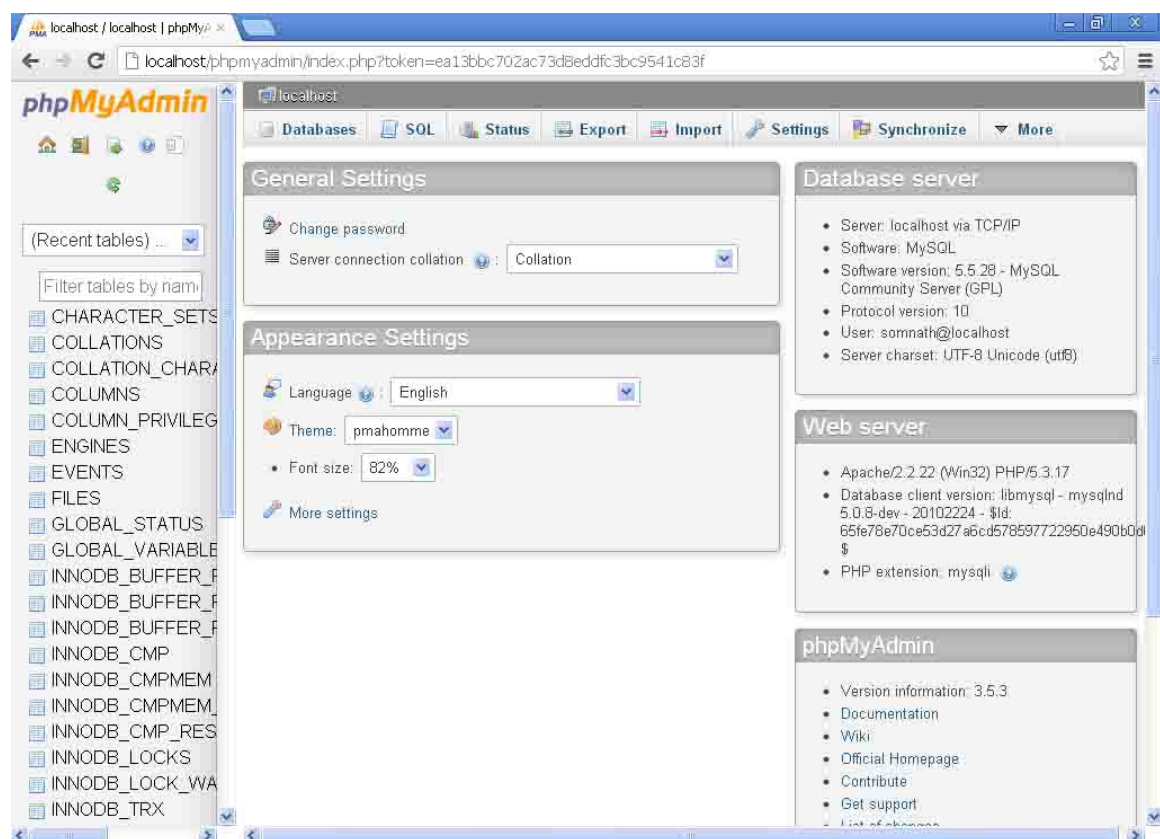 localhost / localhost | phpMyA
localhost/phpmyadmin/index.php?token=ea13bbc702ac73d8eddfc3bc9541c83f
phpMyAdmin
(Recent tables) ...
Filter tables by nam
CHARACTER_SETS
COLLATIONS
COLLATION_CHARA
COLUMNS
COLUMN_PRIVILEG
ENGINES
EVENTS
FILES
GLOBAL_STATUS
GLOBAL_VARIABLE
INNODB_BUFFER_P
INNODB_BUFFER_P
INNODB_BUFFER_P
INNODB_CMP
INNODB_CMPMEM
INNODB_CMPMEM_
INNODB_CMP_RES
INNODB_LOCKS
INNODB_LOCK_WA
INNODB_TRX
localhost
Databases SQL Status Export Import Settings Synchronize More
General Settings
Change password
Server connection collation : Collation
Appearance Settings
Language : English
Theme: pmahomme
Font size: 82%
More settings
Database server
Server: localhost via TCP/IP
Software: MySQL
Software version: 5.5.28 - MySQL
Community Server (GPL)
Protocol version: 10
User: somnath@localhost
Server charset: UTF-8 Unicode (utf8)
Web server
Apache/2.2.22 (Win32) PHP/5.3.17
Database client version: libmysql - mysqlnd
5.0.8-dev - 20102224 - $Id:
65fe78e70ce53d27a6cd578597722950e490b0d
$
PHP extension: mysqli
phpMyAdmin
Version information: 3.5.3
Documentation
Wiki
Official Homepage
Contribute
Get support
List of changes